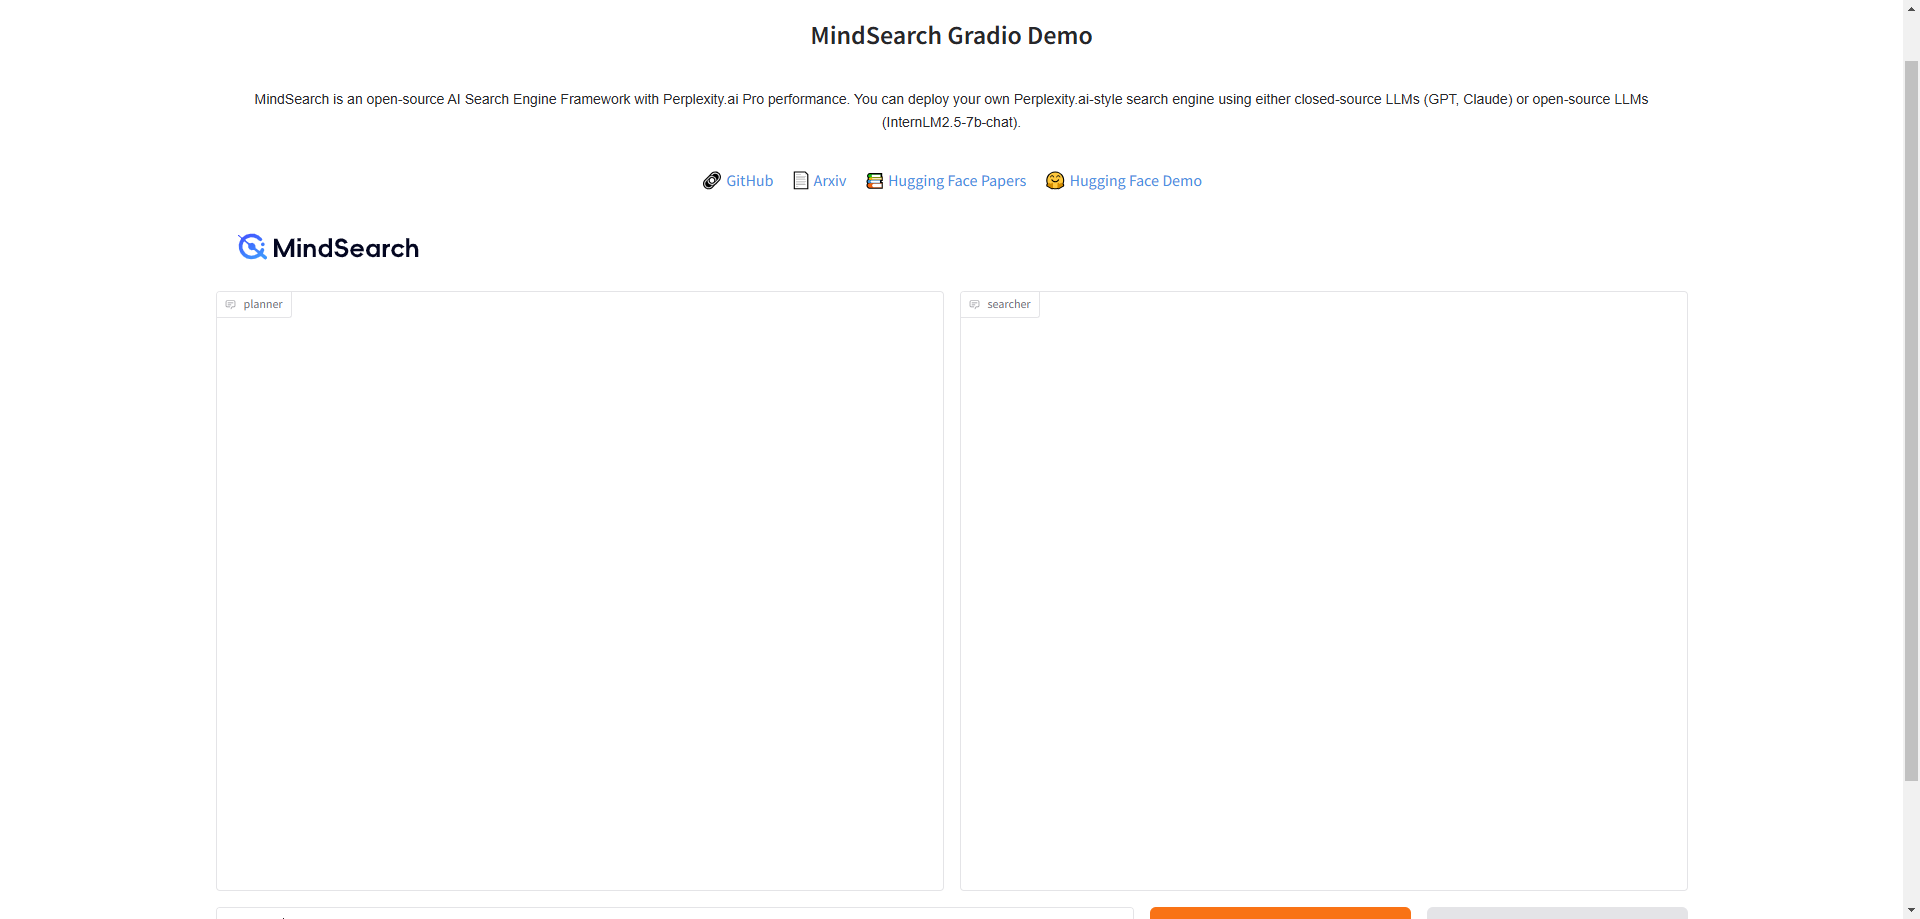 MindSearch Gradio Demo
MindSearch is an open-source AI Search Engine Framework with Perplexity.ai Pro performance. You can deploy your own Perplexity.ai-style search engine using either closed-source LLMs (GPT, Claude) or open-source LLMs
(InternLM2.5-7b-chat).
GitHub Arxiv Hugging Face Papers Hugging Face Demo
MindSearch
planner
searcher